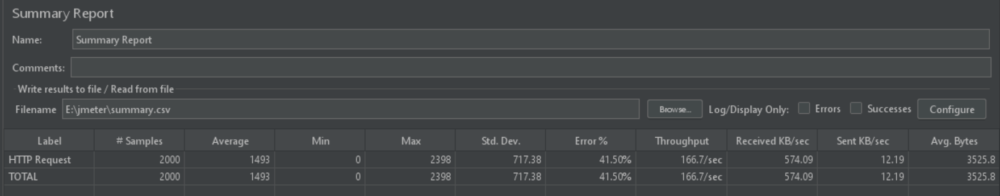 Summary Report
Name: Summary Report
Comments:
Write results to file / Read from file
Filename E:\jmeter\summary.csv Browse... Log/Display Only: Errors Successes Configure
Label # Samples Average Min Max Std. Dev. Error % Throughput Received KB/sec Sent KB/sec Avg. Bytes
HTTP Request 2000 1493 0 2398 717.38 41.50% 166.7/sec 574.09 12.19 3525.8
TOTAL 2000 1493 0 2398 717.38 41.50% 166.7/sec 574.09 12.19 3525.8